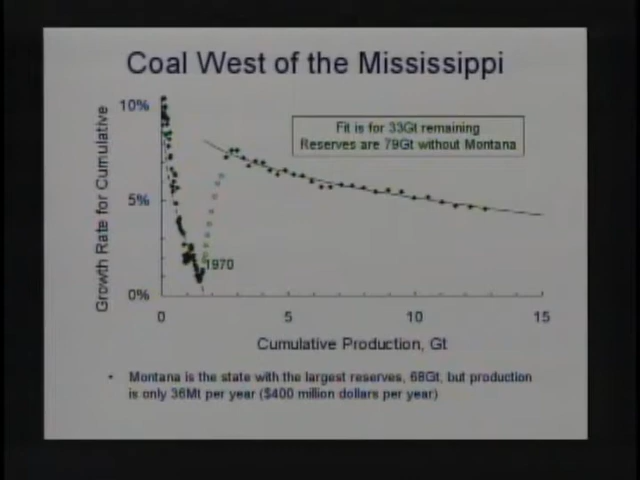 Coal West of the Mississippi
Growth Rate for Cumulative
10%
5%
0%
Fit is for 33Gt remaining
Reserves are 79Gt without Montana
1970
0
5
10
15
Cumulative Production, Gt
• Montana is the state with the largest reserves, 68Gt, but production
is only 36Mt per year ($400 million dollars per year)